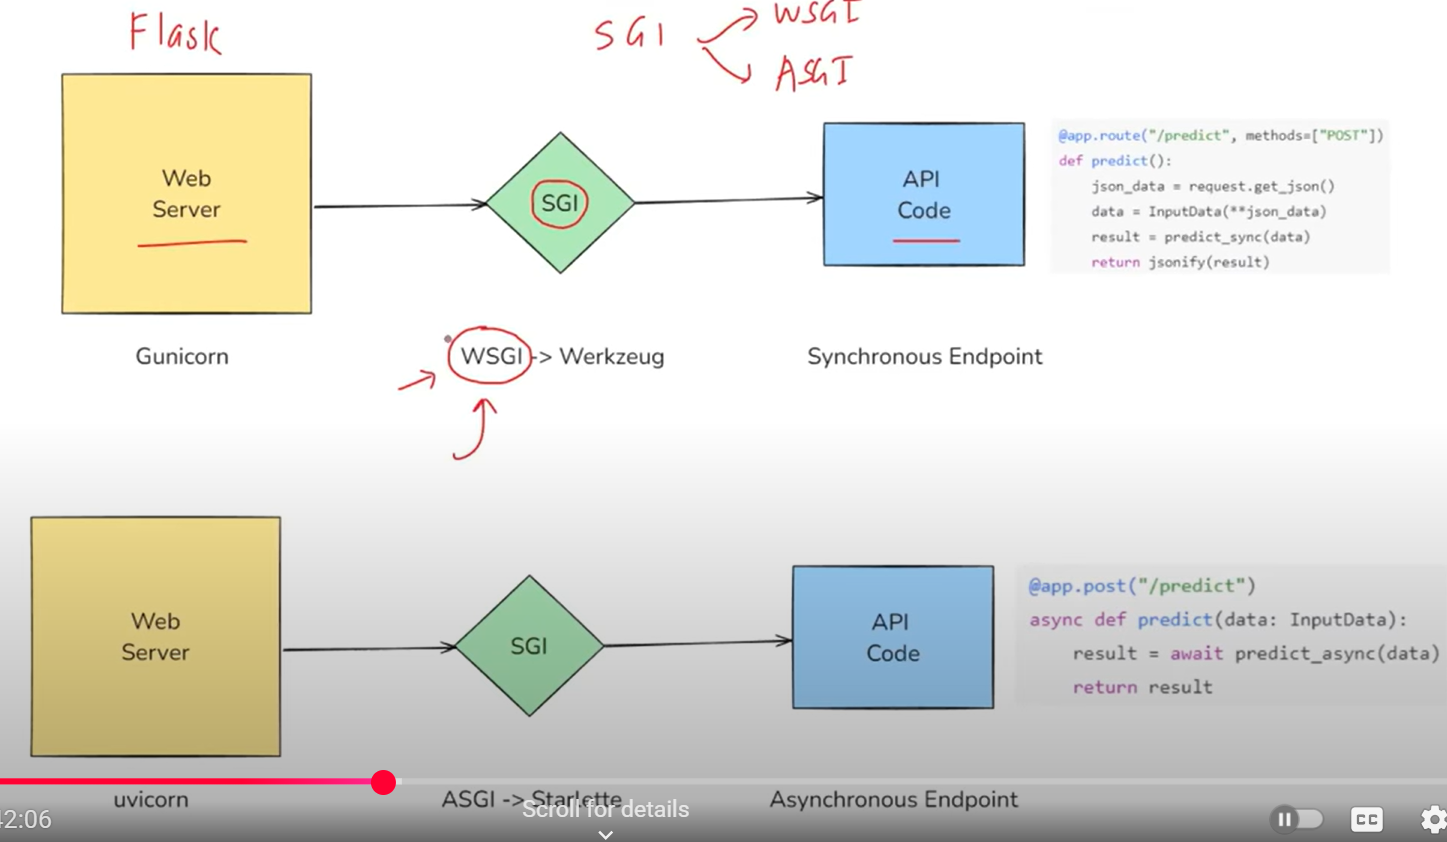 Flask
SGI
WSGI
ASGI
Web
Server
SGI
API
Code
@app.route("/predict", methods=["POST"])
def predict():
json_data = request.get_json()
data = InputData(**json_data)
result = predict_sync(data)
return jsonify(result)
Gunicorn
WSGI -> Werkzeug
Synchronous Endpoint
Web
Server
SGI
API
Code
@app.post("/predict")
async def predict(data: InputData):
result = await predict_async(data)
return result
uvicorn
ASGI -> Starlette
Asynchronous Endpoint
2:06
Scroll for details
CC